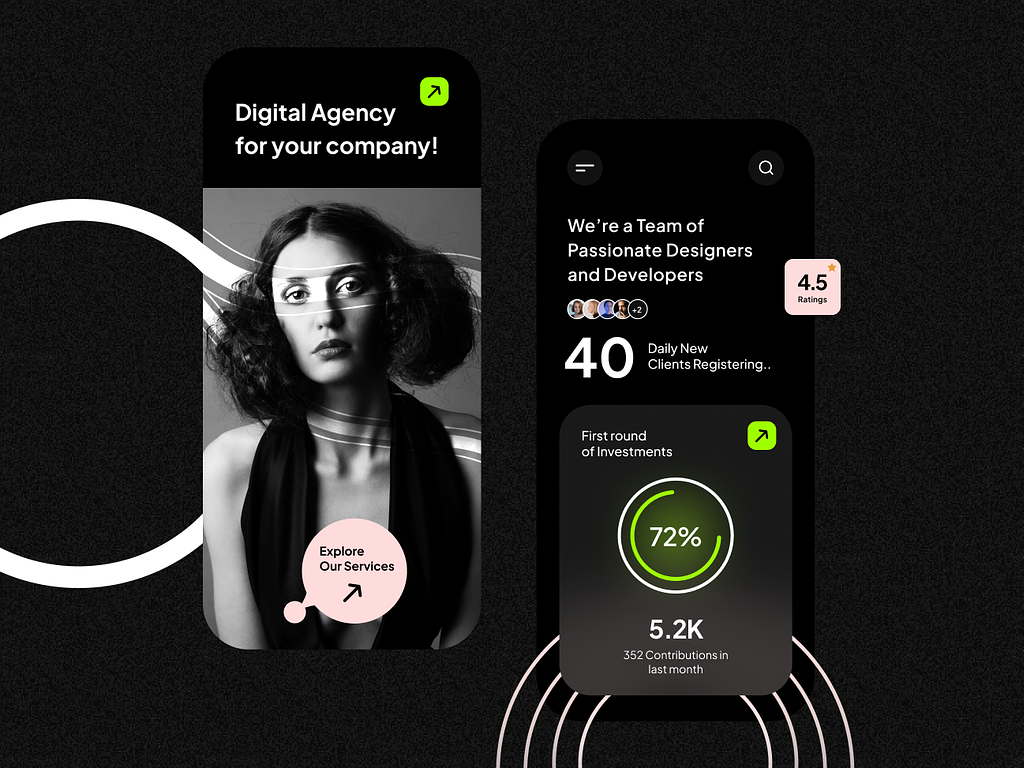 Digital Agency
for your company!
Explore
Our Services
We’re a Team of
Passionate Designers
and Developers
+2
4.5
Ratings
40
Daily New
Clients Registering..
First round
of Investments
72%
5.2K
352 Contributions in
last month